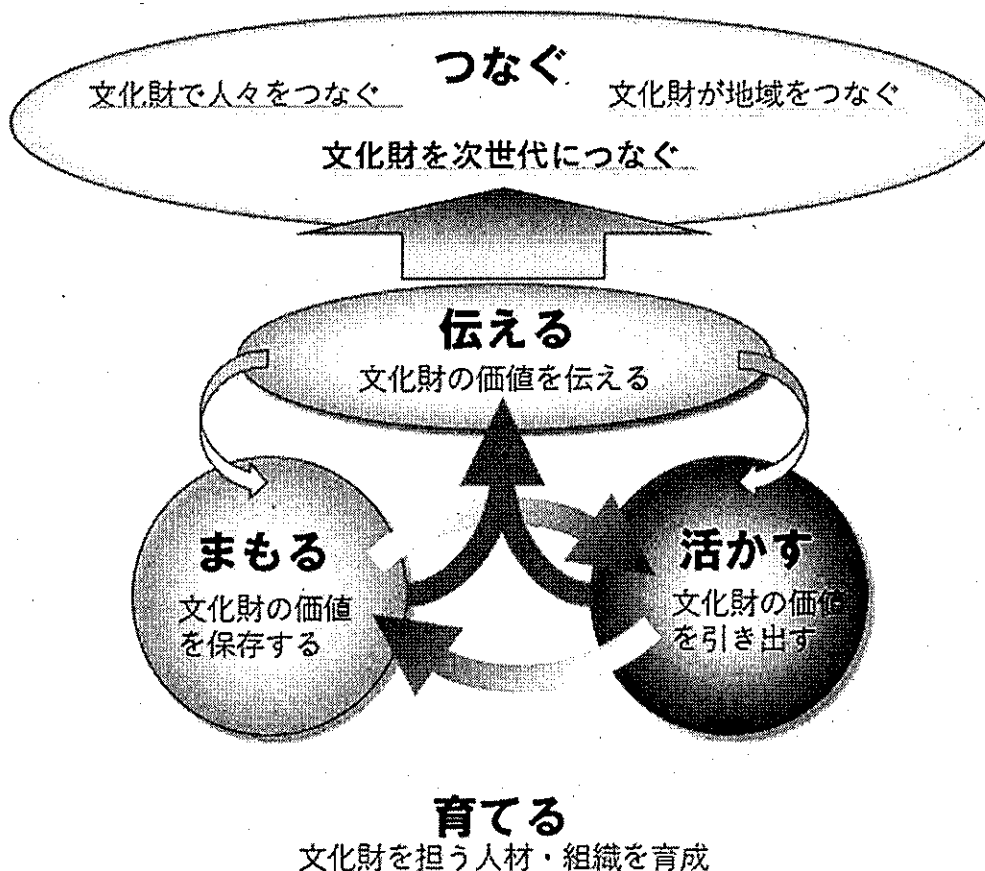 つなぐ
文化財で人々をつなぐ
文化財が地域をつなぐ
文化財を次世代につなぐ
伝える
文化財の価値を伝える
まもる
文化財の価値
を保存する
活かす
文化財の価値
を引き出す
育てる
文化財を担う人材・組織を育成